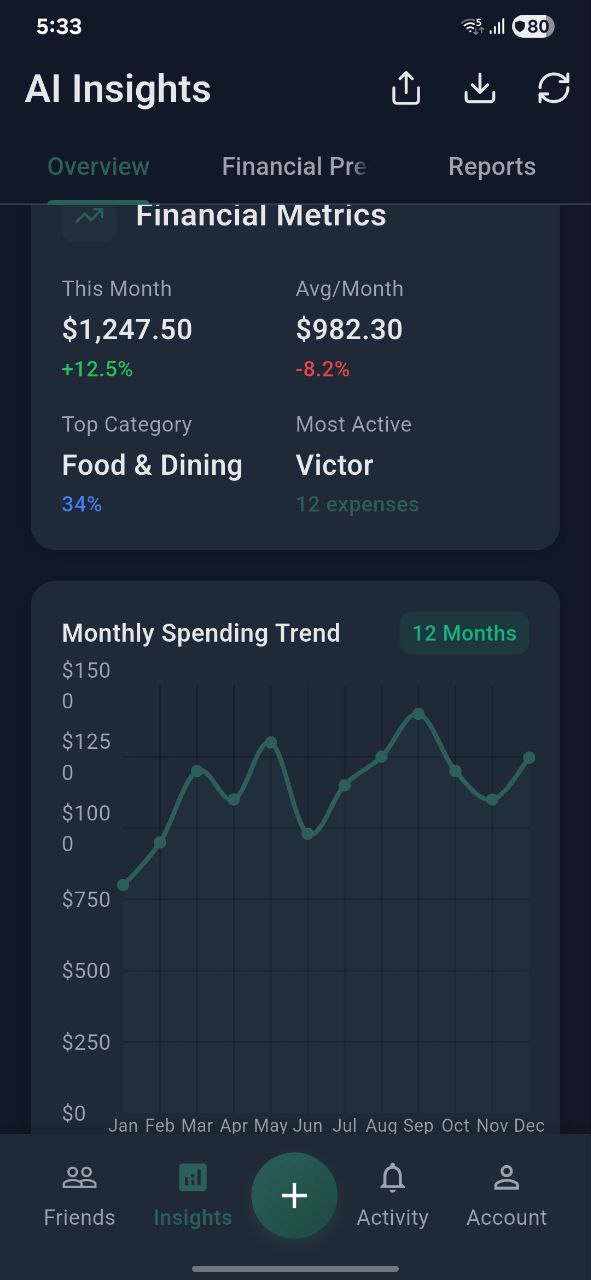 5:33
5
80
AI Insights
Overview Financial Pre Reports
Financial Metrics
This Month Avg/Month
$1,247.50 $982.30
+12.5% -8.2%
Top Category Most Active
Food & Dining Victor
34% 12 expenses
Monthly Spending Trend 12 Months
$150
0
$125
0
$100
0
$750
$500
$250
$0
Jan Feb Mar Apr May Jun Jul Aug Sep Oct Nov Dec
Friends Insights + Activity Account